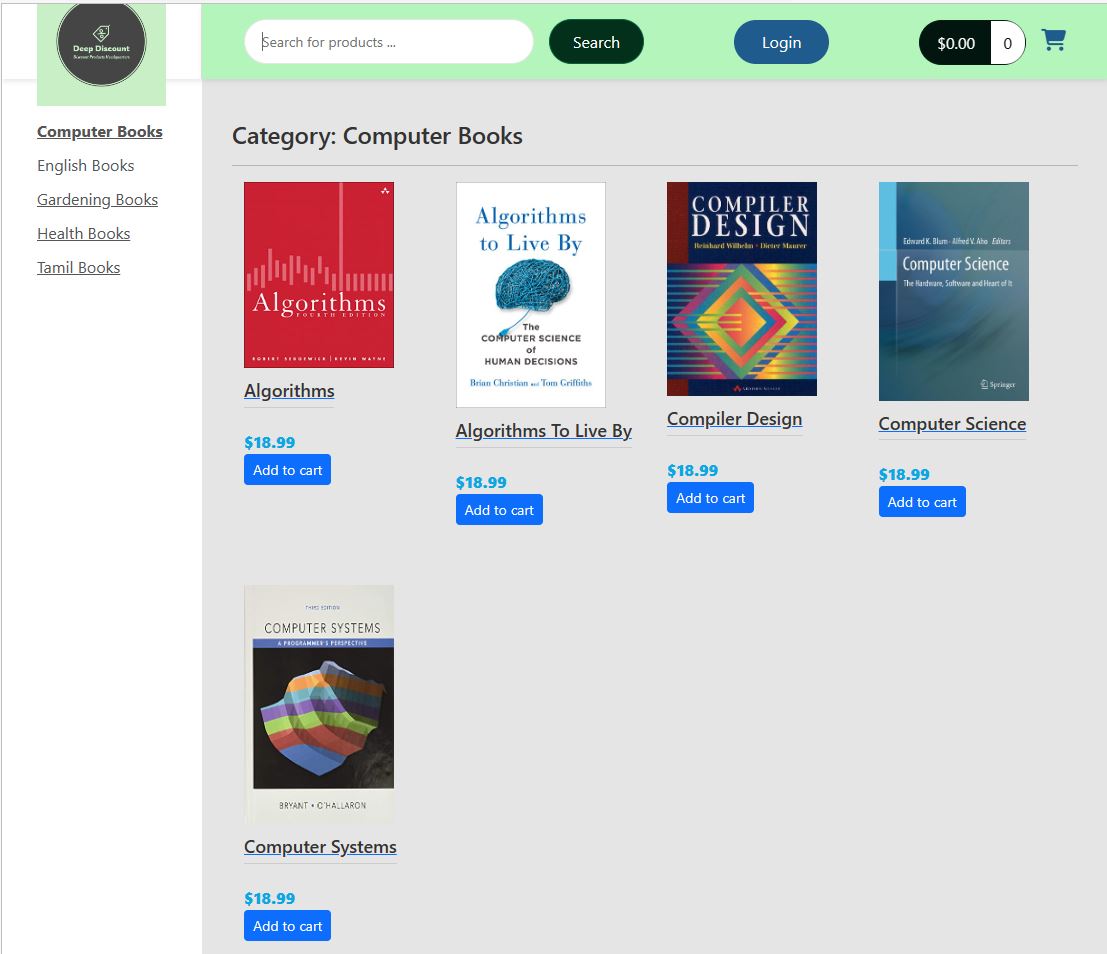 Deep Discount
Discount Products Headquarters
Search for products ...
Search
Login
$0.00
0
Computer Books
English Books
Gardening Books
Health Books
Tamil Books
Category: Computer Books
Algorithms
FOURTH EDITION
ROBERT SEDGEWICK | KEVIN WAYNE
Algorithms
$18.99
Add to cart
Algorithms
to Live By
The
COMPUTER SCIENCE
of
HUMAN DECISIONS
Brian Christian and Tom Griffiths
Algorithms To Live By
$18.99
Add to cart
COMPILER
DESIGN
Reinhard Wilhelm · Dieter Maurer
Compiler Design
$18.99
Add to cart
Edward K. Blum · Alfred V. Aho Editors
Computer Science
The Hardware, Software and Heart of It
Springer
Computer Science
$18.99
Add to cart
THIRD EDITION
COMPUTER SYSTEMS
A PROGRAMMER'S PERSPECTIVE
BRYANT • O'HALLARON
Computer Systems
$18.99
Add to cart